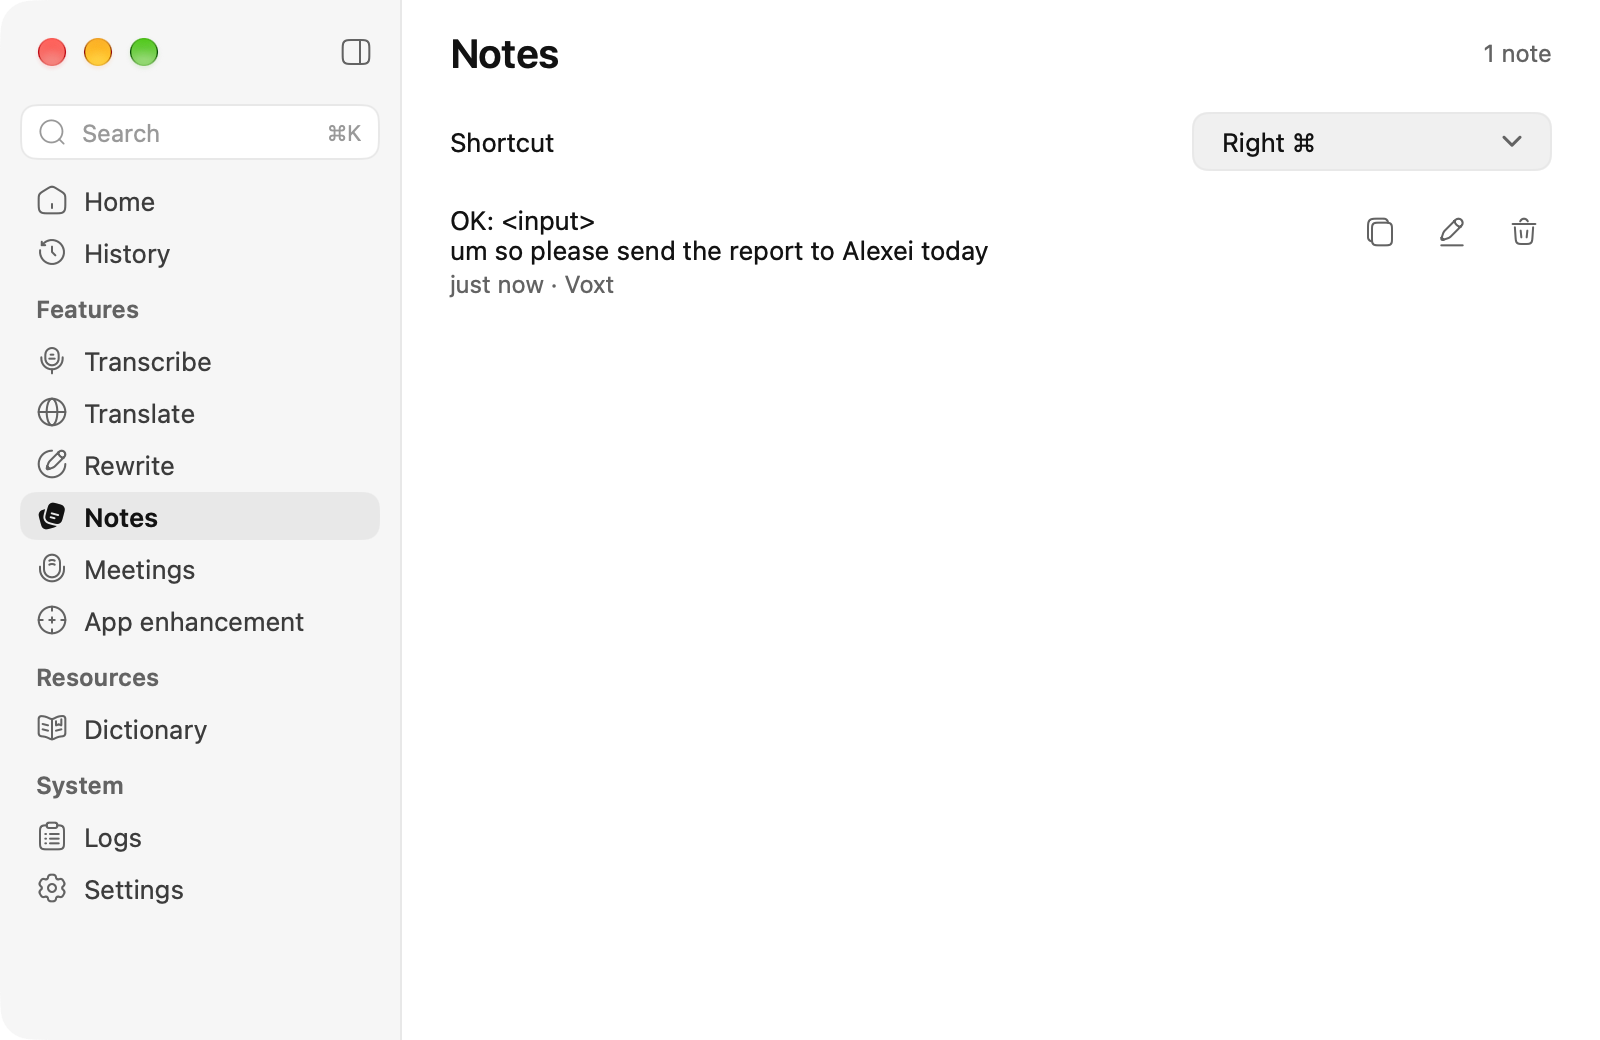 Notes
1 note
Search
⌘K
Shortcut
Right ⌘
Home
History
OK: <input>
um so please send the report to Alexei today
just now · Voxt
Features
Transcribe
Translate
Rewrite
Notes
Meetings
App enhancement
Resources
Dictionary
System
Logs
Settings